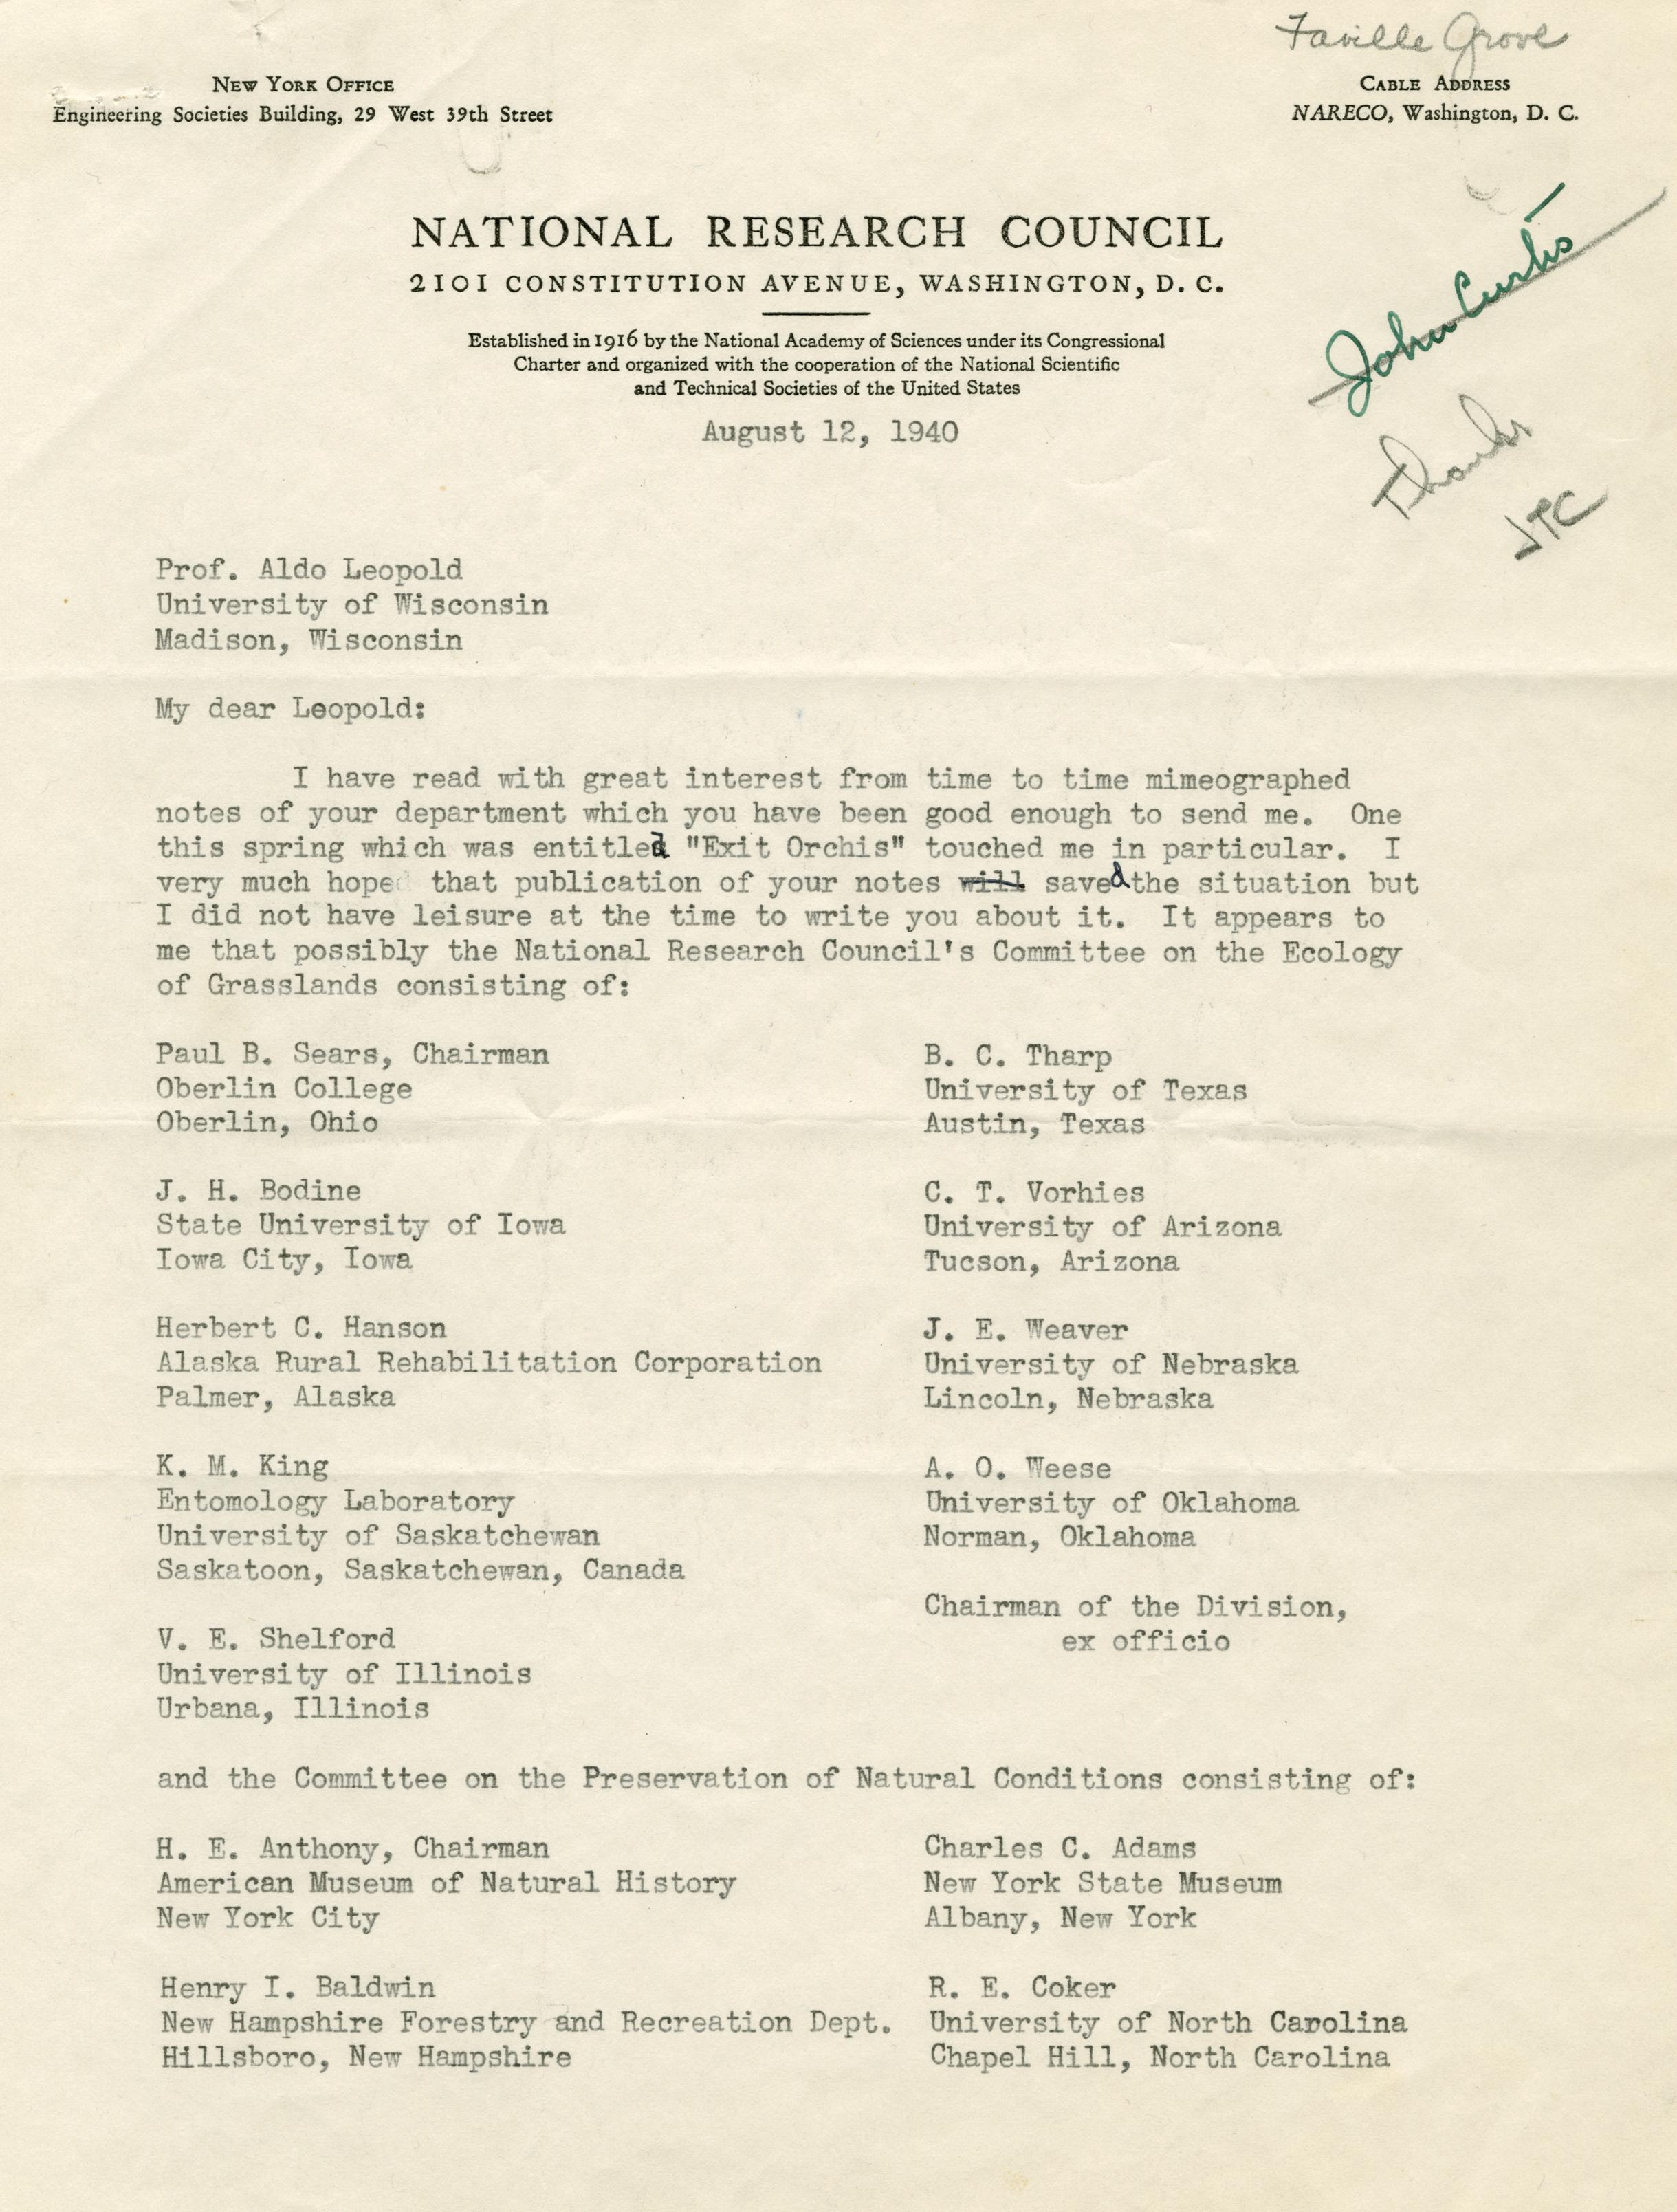 Faville Grove
NEW YORK OFFICE
Engineering Societies Building, 29 West 39th Street
CABLE ADDRESS
NARECO, Washington, D. C.
NATIONAL RESEARCH COUNCIL
2101 CONSTITUTION AVENUE, WASHINGTON, D. C.
Established in 1916 by the National Academy of Sciences under its Congressional
Charter and organized with the cooperation of the National Scientific
and Technical Societies of the United States
John Curtis
Thanks
JTC
August 12, 1940
Prof. Aldo Leopold
University of Wisconsin
Madison, Wisconsin
My dear Leopold:
I have read with great interest from time to time mimeographed
notes of your department which you have been good enough to send me. One
this spring which was entitled "Exit Orchis" touched me in particular. I
very much hope that publication of your notes will saved the situation but
I did not have leisure at the time to write you about it. It appears to
me that possibly the National Research Council's Committee on the Ecology
of Grasslands consisting of:
Paul B. Sears, Chairman
Oberlin College
Oberlin, Ohio
J. H. Bodine
State University of Iowa
Iowa City, Iowa
Herbert C. Hanson
Alaska Rural Rehabilitation Corporation
Palmer, Alaska
K. M. King
Entomology Laboratory
University of Saskatchewan
Saskatoon, Saskatchewan, Canada
V. E. Shelford
University of Illinois
Urbana, Illinois
B. C. Tharp
University of Texas
Austin, Texas
C. T. Vorhies
University of Arizona
Tucson, Arizona
J. E. Weaver
University of Nebraska
Lincoln, Nebraska
A. O. Weese
University of Oklahoma
Norman, Oklahoma
Chairman of the Division,
ex officio
and the Committee on the Preservation of Natural Conditions consisting of:
H. E. Anthony, Chairman
American Museum of Natural History
New York City
Henry I. Baldwin
New Hampshire Forestry and Recreation Dept.
Hillsboro, New Hampshire
Charles C. Adams
New York State Museum
Albany, New York
R. E. Coker
University of North Carolina
Chapel Hill, North Carolina